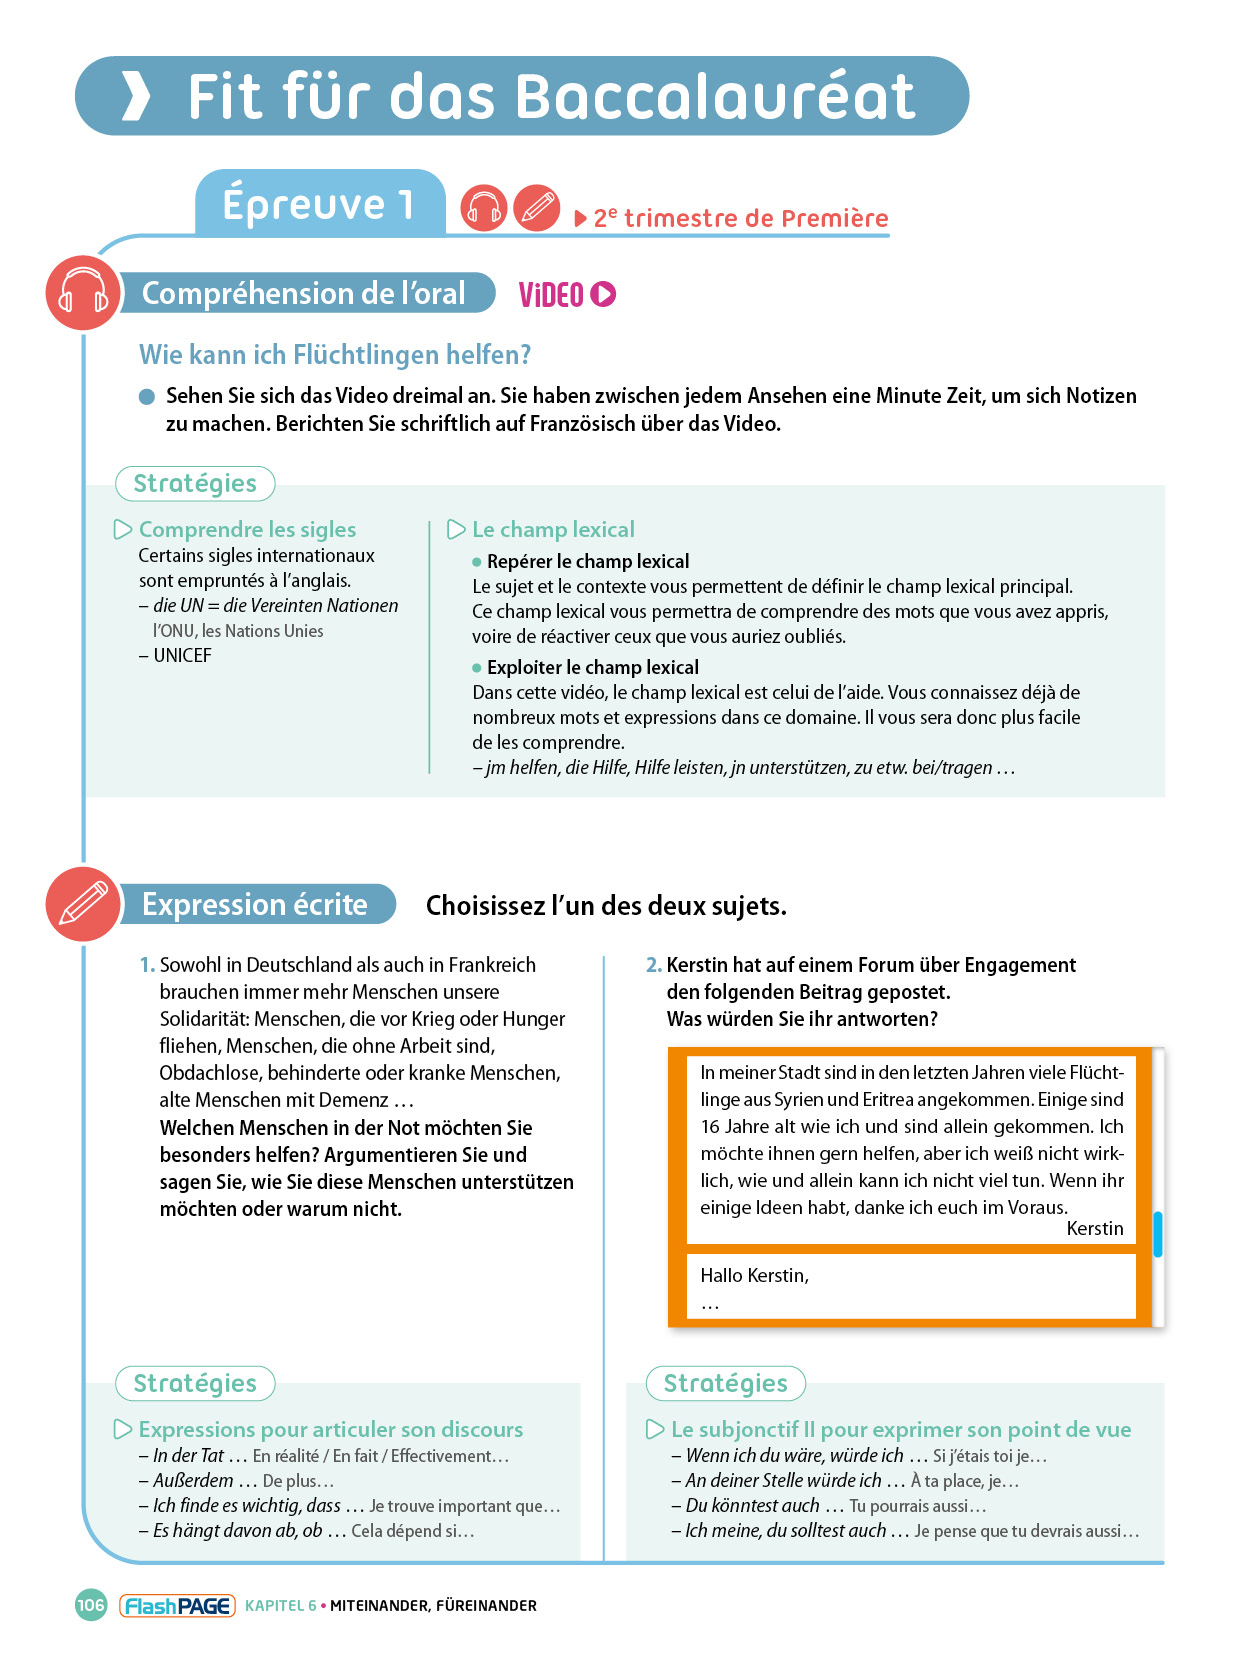 Fit für das Baccalauréat
Épreuve 1
2e trimestre de Première
Compréhension de l'oral
ViDEO
Wie kann ich Flüchtlingen helfen?
Sehen Sie sich das Video dreimal an. Sie haben zwischen jedem Ansehen eine Minute Zeit, um sich Notizen
zu machen. Berichten Sie schriftlich auf Französisch über das Video.
Stratégies
Comprendre les sigles
Certains sigles internationaux
sont empruntés à l'anglais.
– die UN = die Vereinten Nationen
l'ONU, les Nations Unies
– UNICEF
Le champ lexical
• Repérer le champ lexical
Le sujet et le contexte vous permettent de définir le champ lexical principal.
Ce champ lexical vous permettra de comprendre des mots que vous avez appris,
voire de réactiver ceux que vous auriez oubliés.
• Exploiter le champ lexical
Dans cette vidéo, le champ lexical est celui de l'aide. Vous connaissez déjà de
nombreux mots et expressions dans ce domaine. Il vous sera donc plus facile
de les comprendre.
– jm helfen, die Hilfe, Hilfe leisten, jn unterstützen, zu etw. bei/tragen …
Expression écrite
Choisissez l'un des deux sujets.
1. Sowohl in Deutschland als auch in Frankreich
brauchen immer mehr Menschen unsere
Solidarität: Menschen, die vor Krieg oder Hunger
fliehen, Menschen, die ohne Arbeit sind,
Obdachlose, behinderte oder kranke Menschen,
alte Menschen mit Demenz …
Welchen Menschen in der Not möchten Sie
besonders helfen? Argumentieren Sie und
sagen Sie, wie Sie diese Menschen unterstützen
möchten oder warum nicht.
2. Kerstin hat auf einem Forum über Engagement
den folgenden Beitrag gepostet.
Was würden Sie ihr antworten?
In meiner Stadt sind in den letzten Jahren viele Flücht-
linge aus Syrien und Eritrea angekommen. Einige sind
16 Jahre alt wie ich und sind allein gekommen. Ich
möchte ihnen gern helfen, aber ich weiß nicht wirk-
lich, wie und allein kann ich nicht viel tun. Wenn ihr
einige Ideen habt, danke ich euch im Voraus.
Kerstin
Hallo Kerstin,
…
Stratégies
Expressions pour articuler son discours
– In der Tat … En réalité / En fait / Effectivement…
– Außerdem … De plus…
– Ich finde es wichtig, dass … Je trouve important que…
– Es hängt davon ab, ob … Cela dépend si…
Stratégies
Le subjonctif II pour exprimer son point de vue
– Wenn ich du wäre, würde ich … Si j'étais toi je…
– An deiner Stelle würde ich … À ta place, je…
– Du könntest auch … Tu pourrais aussi…
– Ich meine, du solltest auch … Je pense que tu devrais aussi…
106 FlashPAGE KAPITEL 6 • MITEINANDER, FÜREINANDER